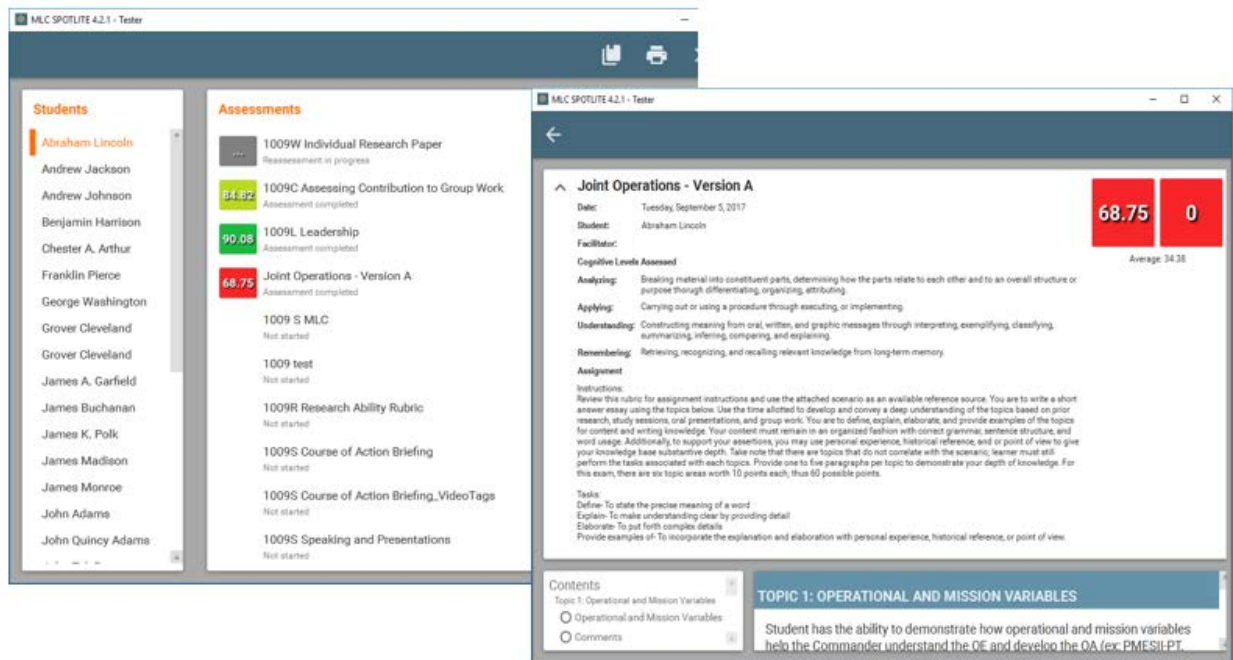 MLC SPOTLITE 4.2.1 - Tester
Students
Abraham Lincoln
Andrew Jackson
Andrew Johnson
Benjamin Harrison
Chester A. Arthur
Franklin Pierce
George Washington
Grover Cleveland
Grover Cleveland
James A. Garfield
James Buchanan
James K. Polk
James Madison
James Monroe
John Adams
John Quincy Adams
Assessments
... 1009W Individual Research Paper
Reassessment in progress
84.82 1009C Assessing Contribution to Group Work
Assessment completed
90.08 1009L Leadership
Assessment completed
68.75 Joint Operations - Version A
Assessment completed
1009 S MLC
Not started
1009 test
Not started
1009R Research Ability Rubric
Not started
1009S Course of Action Briefing
Not started
1009S Course of Action Briefing_VideoTags
Not started
1009S Speaking and Presentations
Not started
MLC SPOTLITE 4.2.1 - Tester
Joint Operations - Version A
68.75 0
Average: 34.38
Date: Tuesday, September 5, 2017
Student: Abraham Lincoln
Facilitator:
Cognitive Levels Assessed
Analyzing: Breaking material into constituent parts, determining how the parts relate to each other and to an overall structure or
purpose thorugh differentiating, organizing, attributing.
Applying: Carrying out or using a procedure through executing, or implementing.
Understanding: Constructing meaning from oral, written, and graphic messages through interpreting, exemplifying, classifying,
summarizing, inferring, comparing, and explaining.
Remembering: Retrieving, recognizing, and recalling relevant knowledge from long-term memory.
Assignment
Instructions:
Review this rubric for assignment instructions and use the attached scenario as an available reference source. You are to write a short
answer essay using the topics below. Use the time allotted to develop and convey a deep understanding of the topics based on prior
research, study sessions, oral presentations, and group work. You are to define, explain, elaborate, and provide examples of the topics
for content and writing knowledge. Your content must remain in an organized fashion with correct grammar, sentence structure, and
word usage. Additionally, to support your assertions, you may use personal experience, historical reference, and or point of view to give
your knowledge base substantive depth. Take note that there are topics that do not correlate with the scenario; learner must still
perform the tasks associated with each topics. Provide one to five paragraphs per topic to demonstrate your depth of knowledge. For
this exam, there are six topic areas worth 10 points each, thus 60 possible points.
Tasks:
Define- To state the precise meaning of a word
Explain- To make understanding clear by providing detail
Elaborate- To put forth complex details
Provide examples of- To incorporate the explanation and elaboration with personal experience, historical reference, or point of view.
Contents
Topic 1: Operational and Mission Variables
Operational and Mission Variables
Comments
TOPIC 1: OPERATIONAL AND MISSION VARIABLES
Student has the ability to demonstrate how operational and mission variables
help the Commander understand the OE and develop the OA (ex: PMESII-PT,